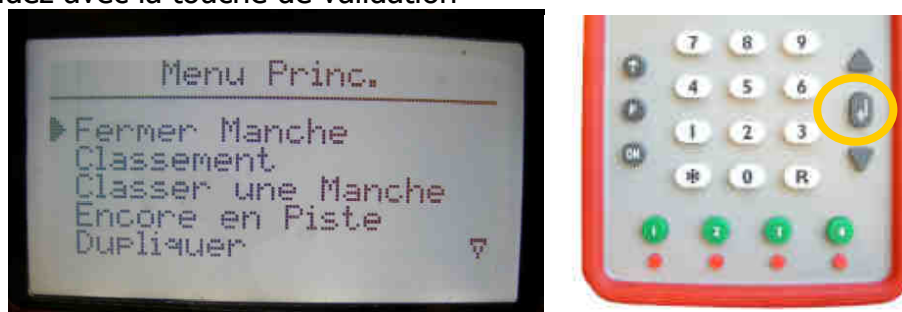 dez avec la touche de validation
Menu Princ.
Fermer Manche
Classement
Classer une Manche
Encore en Piste
Dupliquer
7 8 9
4 5 6
1 2 3
* 0 R
1 2 3 4